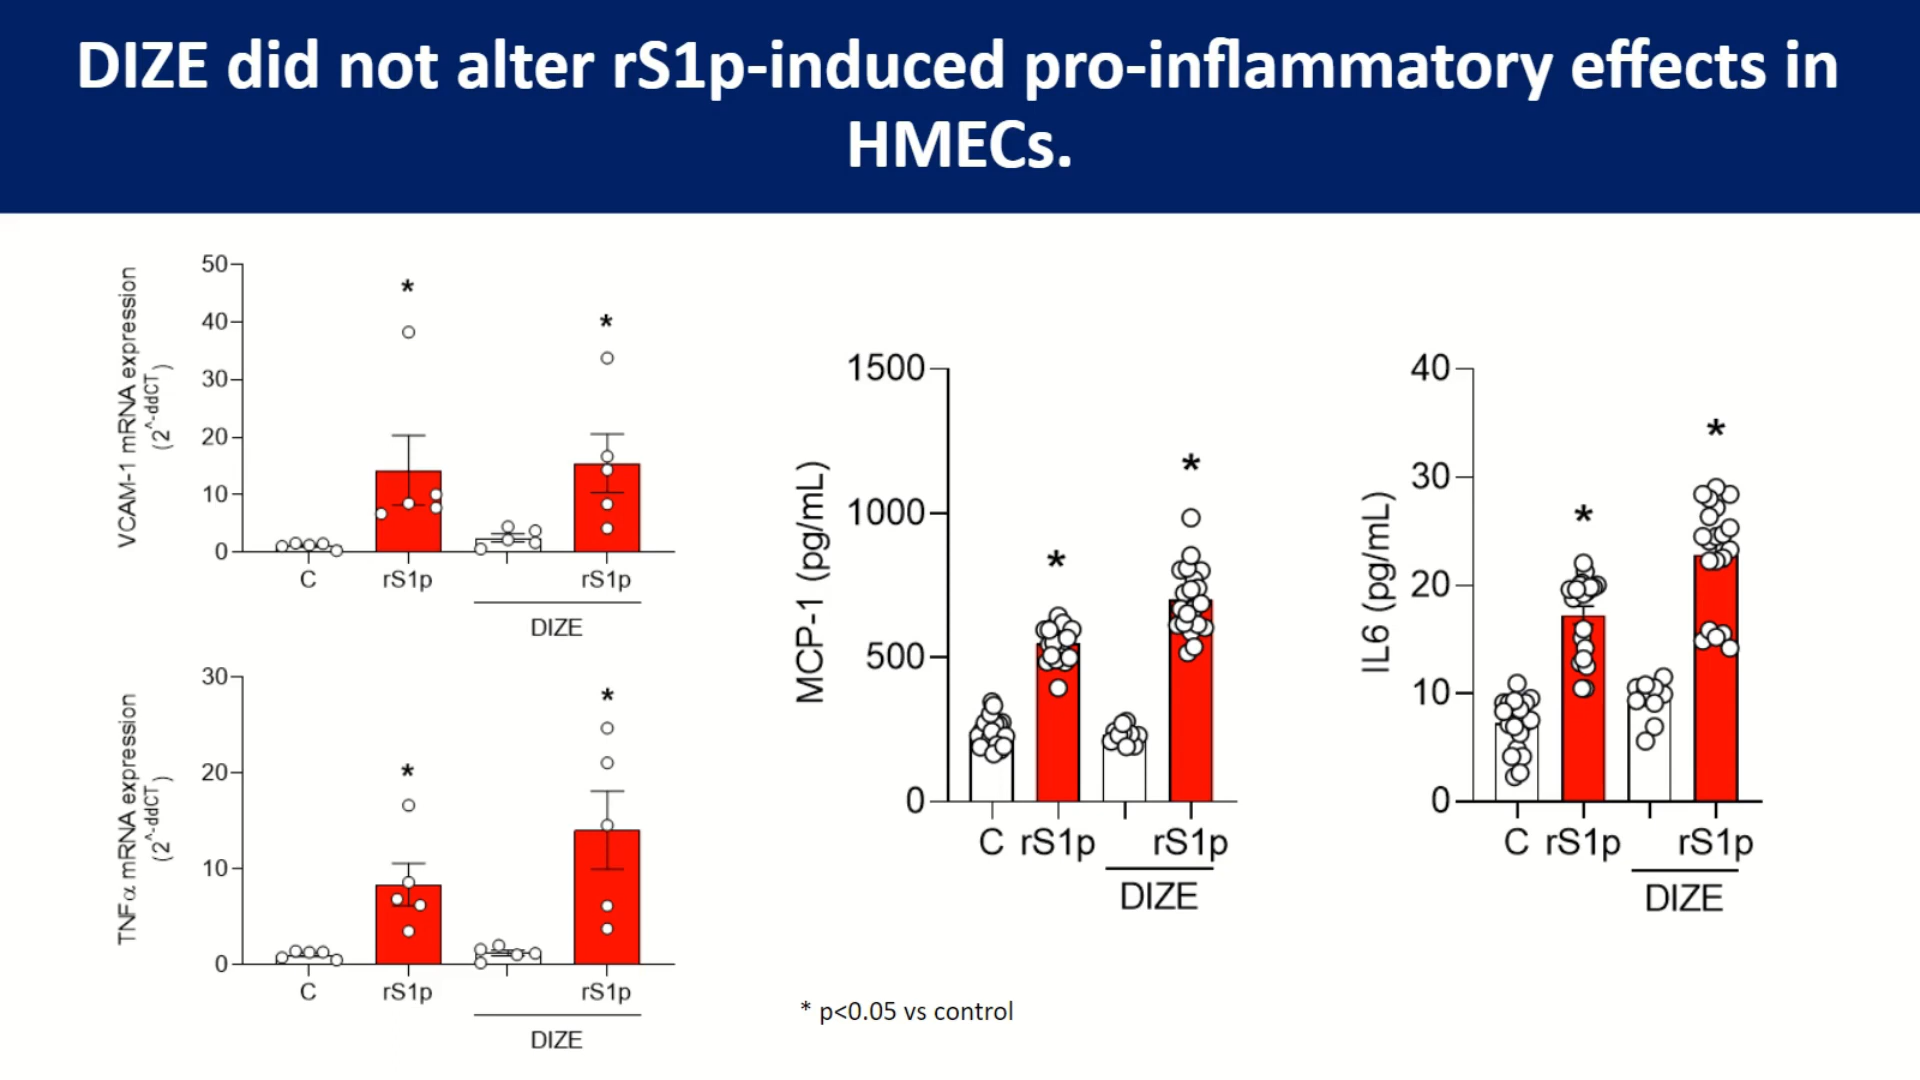 DIZE did not alter rS1p-induced pro-inflammatory effects in
HMECs.
VCAM-1 mRNA expression
(2^-ddCT)
50
40
30
20
10
0
*
*
C
rS1p
rS1p
DIZE
TNFα mRNA expression
(2^-ddCT)
30
20
10
0
*
*
C
rS1p
rS1p
DIZE
MCP-1 (pg/mL)
1500
1000
500
0
*
*
C
rS1p
rS1p
DIZE
IL6 (pg/mL)
40
30
20
10
0
*
*
C
rS1p
rS1p
DIZE
* p<0.05 vs control